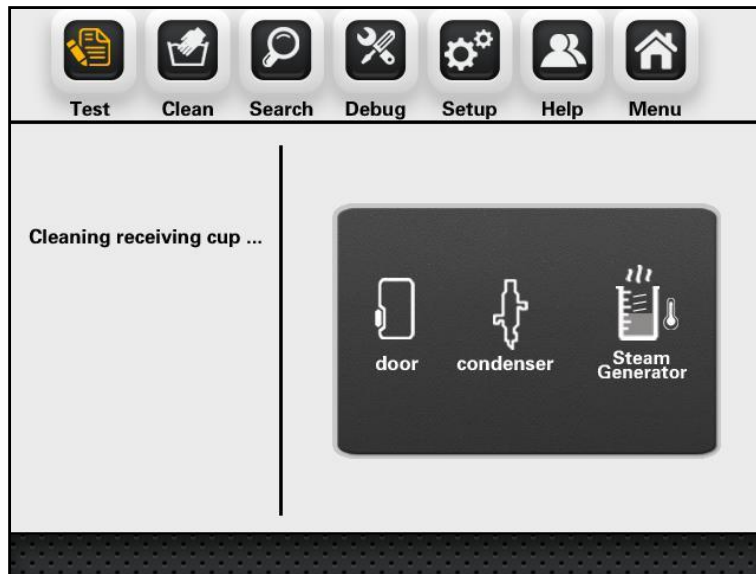 Test Clean Search Debug Setup Help Menu
Cleaning receiving cup ...
door condenser Steam Generator